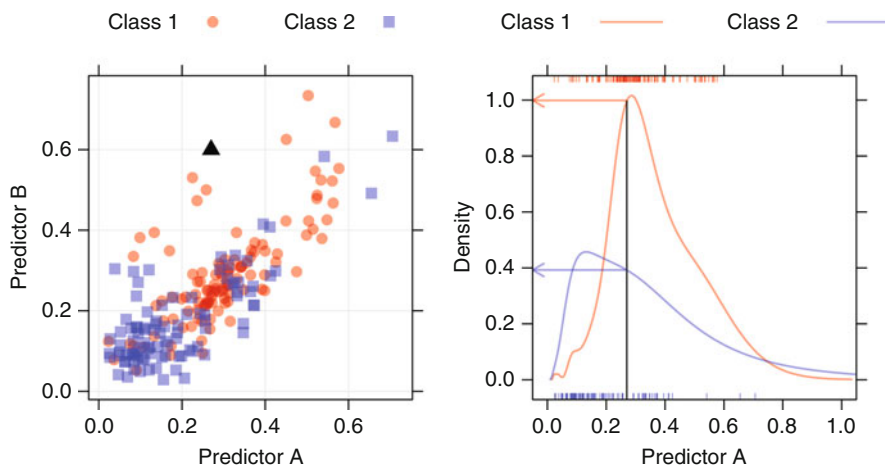 Class 1
Class 2
Predictor B
0.6
0.4
0.2
0.0
0.0 0.2 0.4 0.6
Predictor A
Class 1
Class 2
Density
1.0
0.8
0.6
0.4
0.2
0.0
0.0 0.2 0.4 0.6 0.8 1.0
Predictor A